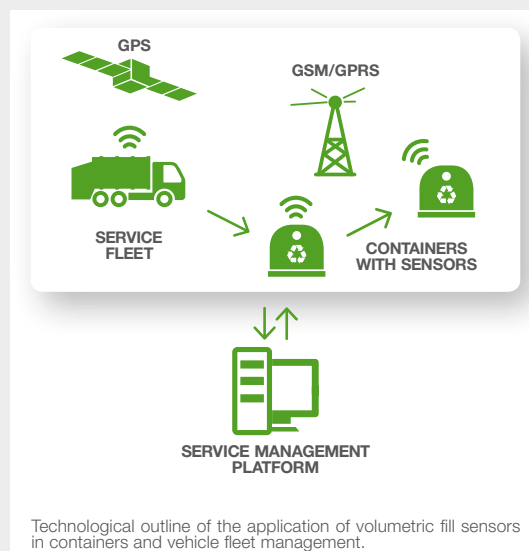 GPS
GSM/GPRS
SERVICE
FLEET
CONTAINERS
WITH SENSORS
SERVICE MANAGEMENT
PLATFORM
Technological outline of the application of volumetric fill sensors
in containers and vehicle fleet management.